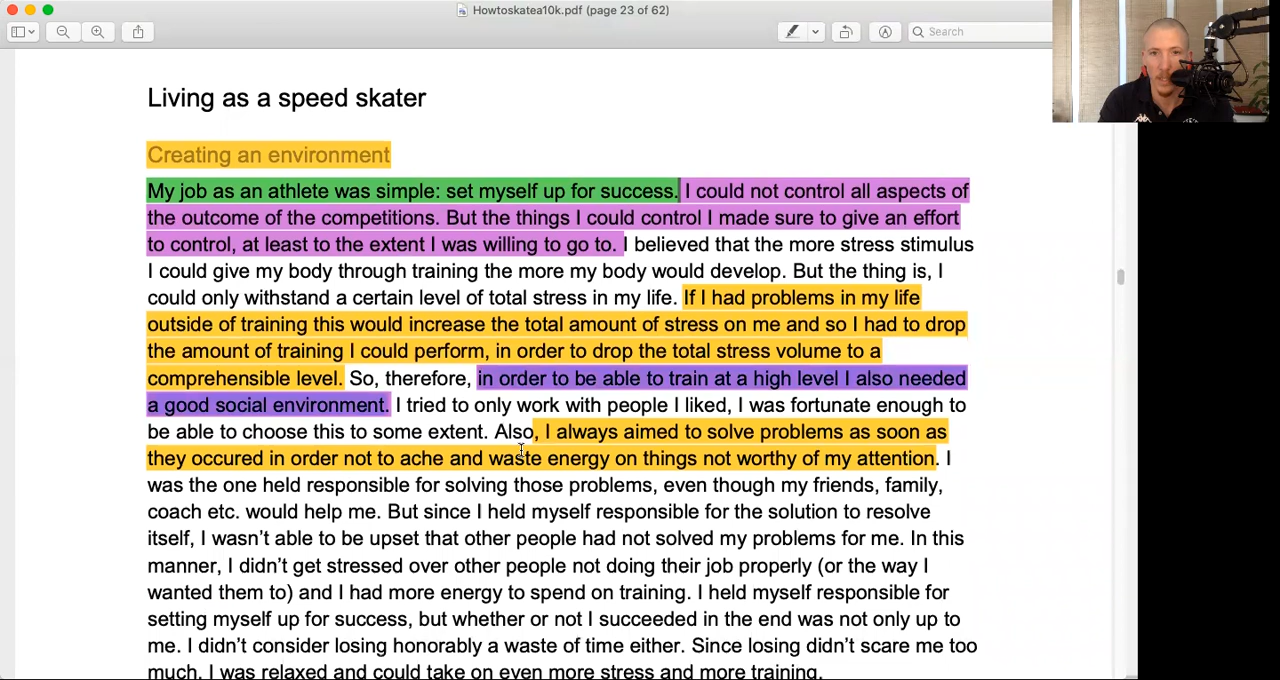 Howtoskatea10k.pdf (page 23 of 62)
Search
Living as a speed skater
Creating an environment
My job as an athlete was simple: set myself up for success. I could not control all aspects of
the outcome of the competitions. But the things I could control I made sure to give an effort
to control, at least to the extent I was willing to go to. I believed that the more stress stimulus
I could give my body through training the more my body would develop. But the thing is, I
could only withstand a certain level of total stress in my life. If I had problems in my life
outside of training this would increase the total amount of stress on me and so I had to drop
the amount of training I could perform, in order to drop the total stress volume to a
comprehensible level. So, therefore, in order to be able to train at a high level I also needed
a good social environment. I tried to only work with people I liked, I was fortunate enough to
be able to choose this to some extent. Also, I always aimed to solve problems as soon as
they occured in order not to ache and waste energy on things not worthy of my attention. I
was the one held responsible for solving those problems, even though my friends, family,
coach etc. would help me. But since I held myself responsible for the solution to resolve
itself, I wasn't able to be upset that other people had not solved my problems for me. In this
manner, I didn't get stressed over other people not doing their job properly (or the way I
wanted them to) and I had more energy to spend on training. I held myself responsible for
setting myself up for success, but whether or not I succeeded in the end was not only up to
me. I didn't consider losing honorably a waste of time either. Since losing didn't scare me too
much, I was relaxed and could take on even more stress and more training.